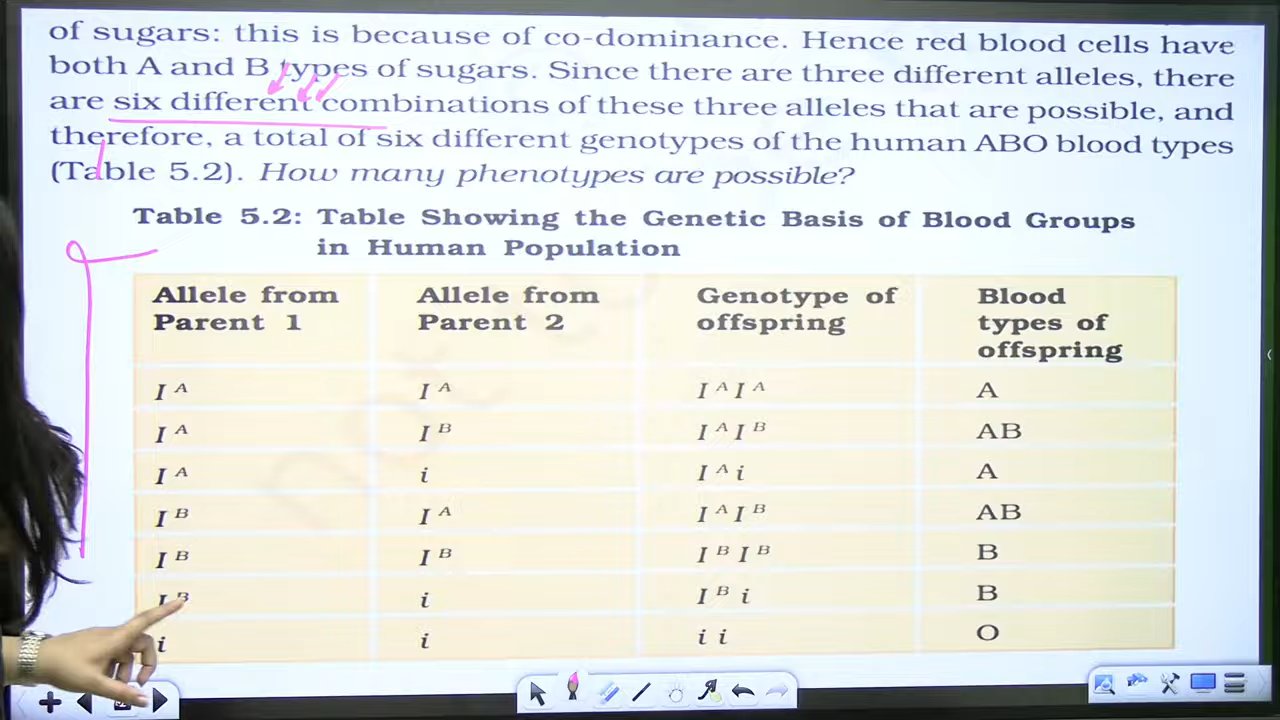 of sugars: this is because of co-dominance. Hence red blood cells have
both A and B types of sugars. Since there are three different alleles, there
are six different combinations of these three alleles that are possible, and
therefore, a total of six different genotypes of the human ABO blood types
(Table 5.2). How many phenotypes are possible?
Table 5.2: Table Showing the Genetic Basis of Blood Groups
in Human Population
Allele from Parent 1 Allele from Parent 2 Genotype of offspring Blood types of offspring
I^A I^A I^A I^A A
I^A I^B I^A I^B AB
I^A i I^A i A
I^B I^A I^A I^B AB
I^B I^B I^B I^B B
I^B i I^B i B
i i i i O